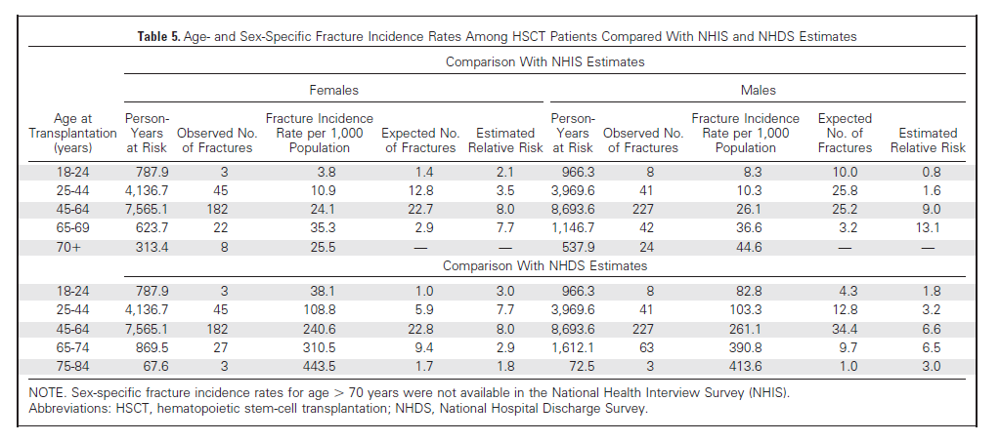 Table 5. Age- and Sex-Specific Fracture Incidence Rates Among HSCT Patients Compared With NHIS and NHDS Estimates
Comparison With NHIS Estimates
Females Males
Age at Person- Fracture Incidence Person- Fracture Incidence Expected
Transplantation Years Observed No. Rate per 1,000 Expected No. Estimated Years Observed No. Rate per 1,000 No. of Estimated
(years) at Risk of Fractures Population of Fractures Relative Risk at Risk of Fractures Population Fractures Relative Risk
18-24 787.9 3 3.8 1.4 2.1 966.3 8 8.3 10.0 0.8
25-44 4,136.7 45 10.9 12.8 3.5 3,969.6 41 10.3 25.8 1.6
45-64 7,565.1 182 24.1 22.7 8.0 8,693.6 227 26.1 25.2 9.0
65-69 623.7 22 35.3 2.9 7.7 1,146.7 42 36.6 3.2 13.1
70+ 313.4 8 25.5 — — 537.9 24 44.6 — —
Comparison With NHDS Estimates
18-24 787.9 3 38.1 1.0 3.0 966.3 8 82.8 4.3 1.8
25-44 4,136.7 45 108.8 5.9 7.7 3,969.6 41 103.3 12.8 3.2
45-64 7,565.1 182 240.6 22.8 8.0 8,693.6 227 261.1 34.4 6.6
65-74 869.5 27 310.5 9.4 2.9 1,612.1 63 390.8 9.7 6.5
75-84 67.6 3 443.5 1.7 1.8 72.5 3 413.6 1.0 3.0
NOTE. Sex-specific fracture incidence rates for age > 70 years were not available in the National Health Interview Survey (NHIS).
Abbreviations: HSCT, hematopoietic stem-cell transplantation; NHDS, National Hospital Discharge Survey.